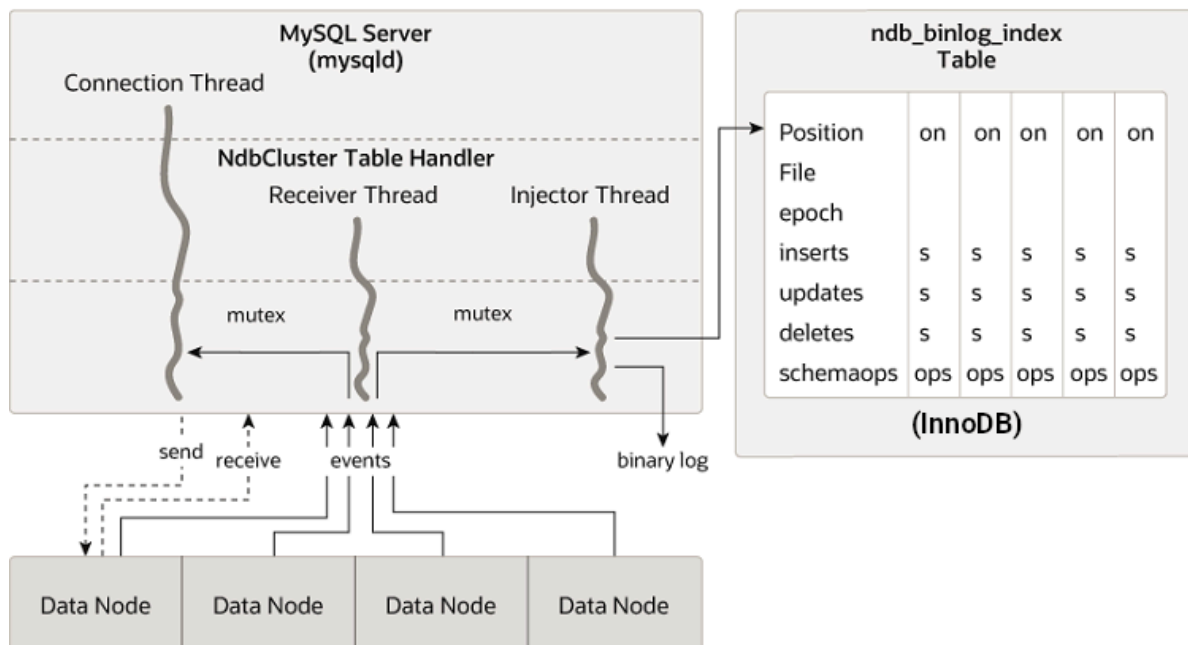 MySQL Server
(mysqld)
Connection Thread
NdbCluster Table Handler
Receiver Thread
Injector Thread
mutex
mutex
send
receive
events
binary log
Data Node
Data Node
Data Node
Data Node
ndb_binlog_index
Table
Position on on on on on
File
epoch
inserts s s s s s
updates s s s s s
deletes s s s s s
schemaops ops ops ops ops ops
(InnoDB)